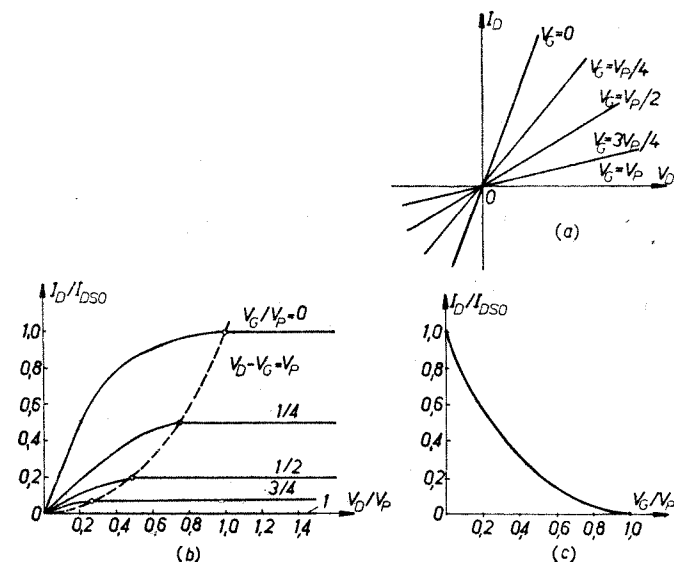 I_D
V_G=0
V_G=V_P/4
V_G=V_P/2
V_G=3V_P/4
V_G=V_P
V_D
0
(a)
I_D/I_DSO
V_G/V_P=0
1,0
0,8
0,6
0,4
0,2
0
V_D-V_G=V_P
1/4
1/2
3/4
1
V_D/V_P
0,2 0,4 0,6 0,8 1,0 1,2 1,4
(b)
I_D/I_DSO
1,0
0,8
0,6
0,4
0,2
0
V_G/V_P
0,2 0,4 0,6 0,8 1,0
(c)